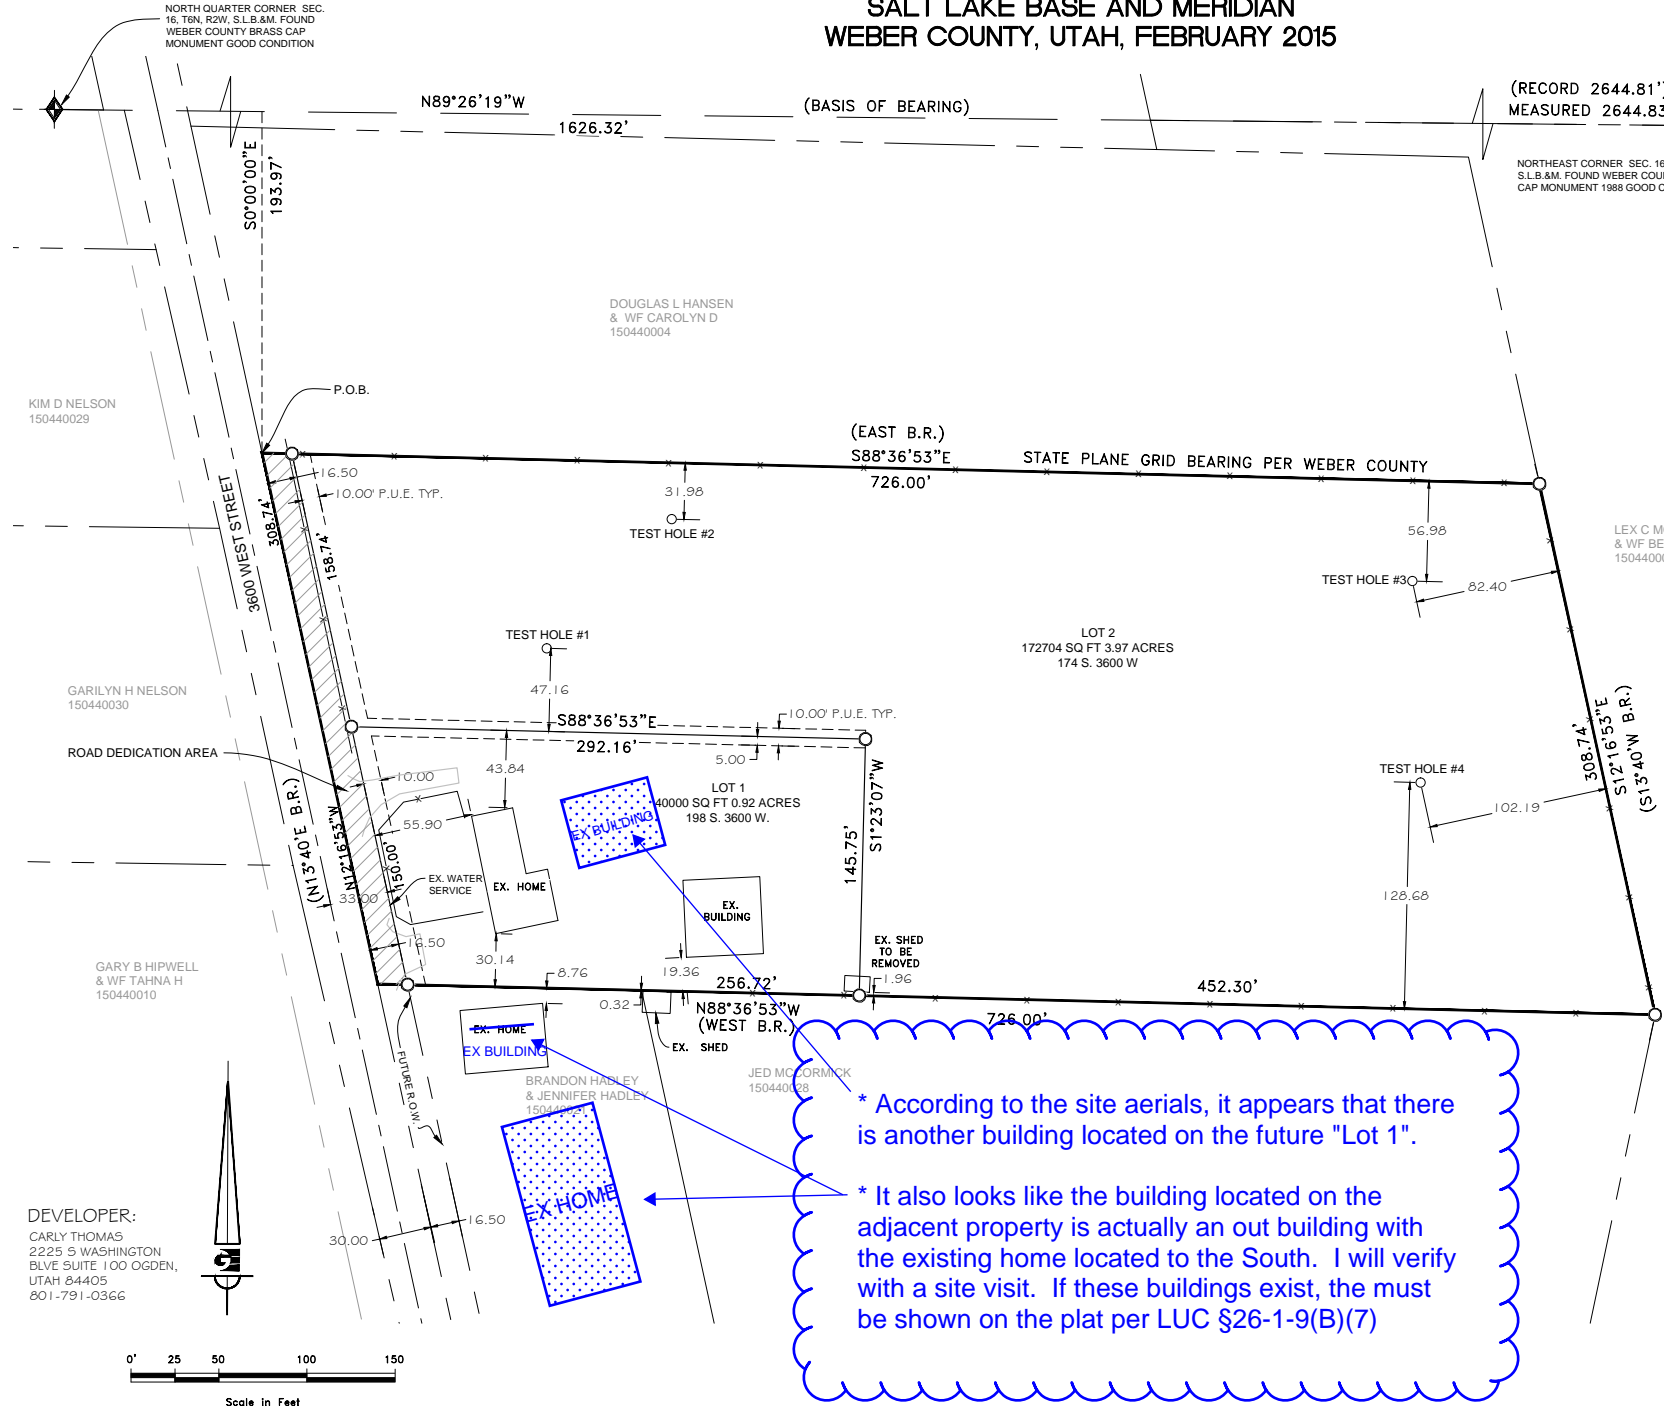 SALT LAKE BASE AND MERIDIAN
WEBER COUNTY, UTAH, FEBRUARY 2015
NORTH QUARTER CORNER SEC.
16, T6N, R2W, S.L.B.&M. FOUND
WEBER COUNTY BRASS CAP
MONUMENT GOOD CONDITION
N89°26'19"W
(BASIS OF BEARING)
(RECORD 2644.81')
MEASURED 2644.83
1626.32'
S0°00'00"E
193.97'
NORTHEAST CORNER SEC. 16
S.L.B.&M. FOUND WEBER
CAP MONUMENT 1988 GOOD
DOUGLAS L HANSEN
& WF CAROLYN D
150440004
KIM D NELSON
150440029
P.O.B.
(EAST B.R.)
S88°36'53"E
STATE PLANE GRID BEARING PER WEBER COUNTY
726.00'
16.50
10.00' P.U.E. TYP.
31.98
TEST HOLE #2
56.98
TEST HOLE #3
82.40
LEX C
& WF
3600 WEST STREET
308.74'
158.74'
TEST HOLE #1
47.16
LOT 2
172704 SQ FT 3.97 ACRES
174 S. 3600 W
GARILYN H NELSON
150440030
ROAD DEDICATION AREA
S88°36'53"E
292.16'
10.00' P.U.E. TYP.
5.00
308.74'
S12°16'53"E
(S13°40'W B.R.)
10.00
43.84
LOT 1
40000 SQ FT 0.92 ACRES
198 S. 3600 W.
EX BUILDING
S1°23'07"W
145.75'
TEST HOLE #4
102.19
128.68
(N13°40'E B.R.)
N12°16'53"W
150.00'
55.90
EX. WATER
SERVICE
EX. HOME
EX.
BUILDING
33.00
16.50
30.14
19.36
EX. SHED
TO BE
REMOVED
1.96
GARY B HIPWELL
& WF TAHNA H
150440010
8.76
0.32
256.72'
N88°36'53"W
(WEST B.R.)
452.30'
726.00'
EX. HOME
EX BUILDING
EX. SHED
FUTURE R.O.W.
BRANDON HADLEY
& JENNIFER HADLEY
JED MCCORMICK
150440028
EX HOME
* According to the site aerials, it appears that there
is another building located on the future "Lot 1".
* It also looks like the building located on the
adjacent property is actually an out building with
the existing home located to the South. I will verify
with a site visit. If these buildings exist, the must
be shown on the plat per LUC §26-1-9(B)(7)
30.00
16.50
DEVELOPER:
CARLY THOMAS
2225 S WASHINGTON
BLVE SUITE 100 OGDEN,
UTAH 84405
801-791-0366
G
0' 25 50 100 150
Scale in Feet